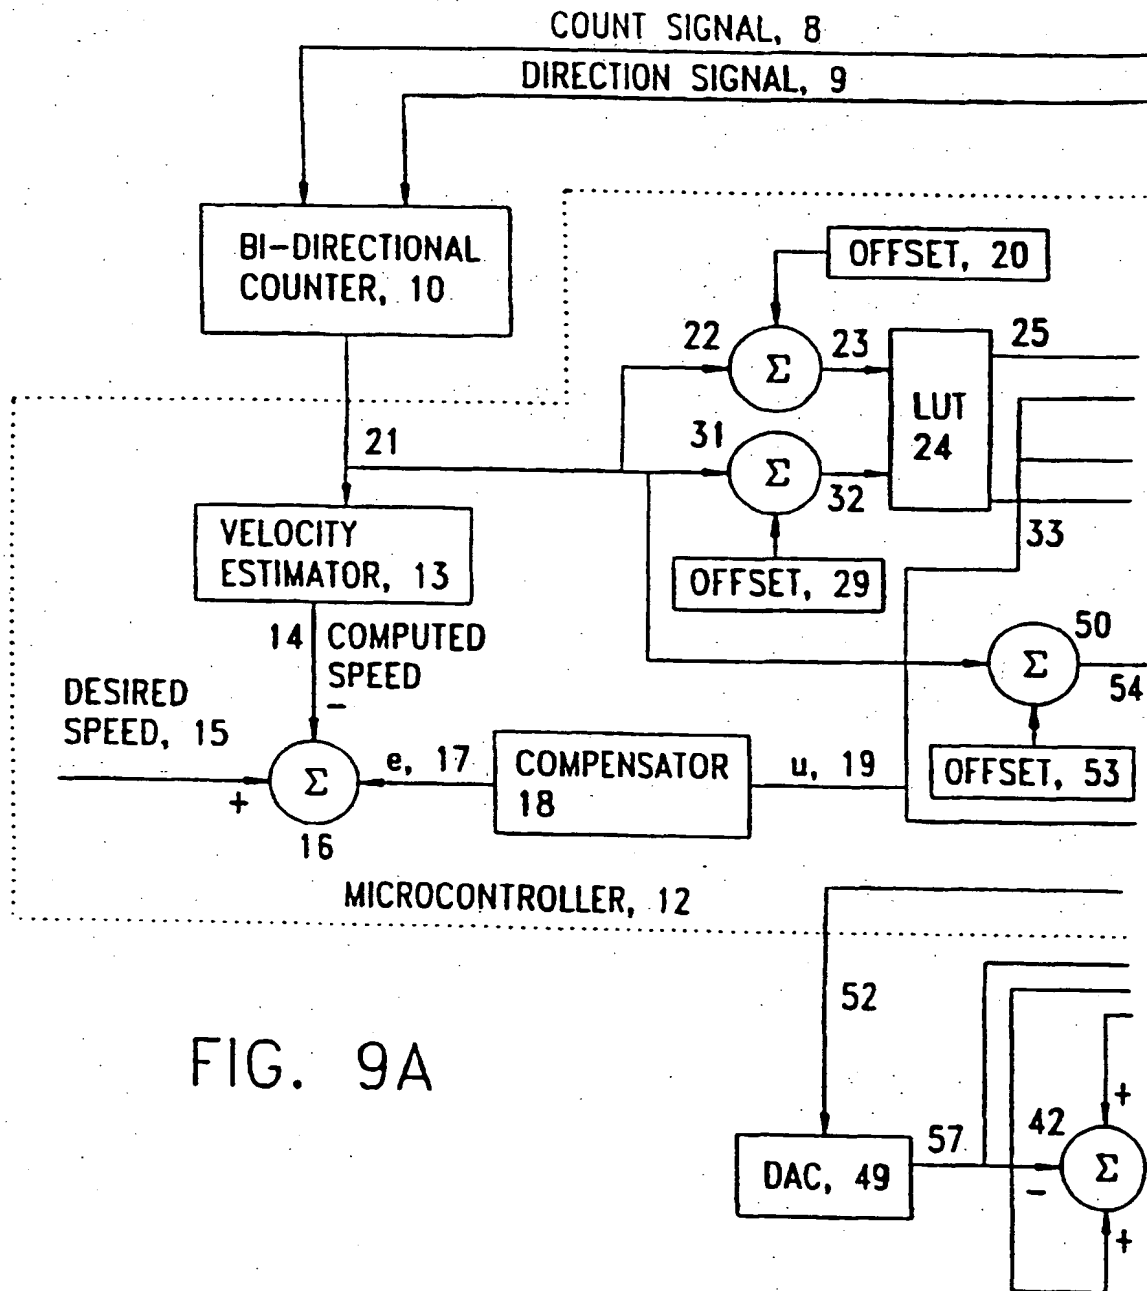 COUNT SIGNAL, 8
DIRECTION SIGNAL, 9
BI-DIRECTIONAL
COUNTER, 10
OFFSET, 20
22
Σ
23
25
LUT
24
21
31
Σ
32
33
VELOCITY
ESTIMATOR, 13
OFFSET, 29
14
COMPUTED
SPEED
-
50
Σ
54
DESIRED
SPEED, 15
+
Σ
16
e, 17
COMPENSATOR
18
u, 19
OFFSET, 53
MICROCONTROLLER, 12
52
FIG. 9A
DAC, 49
57
42
+
Σ
-
+